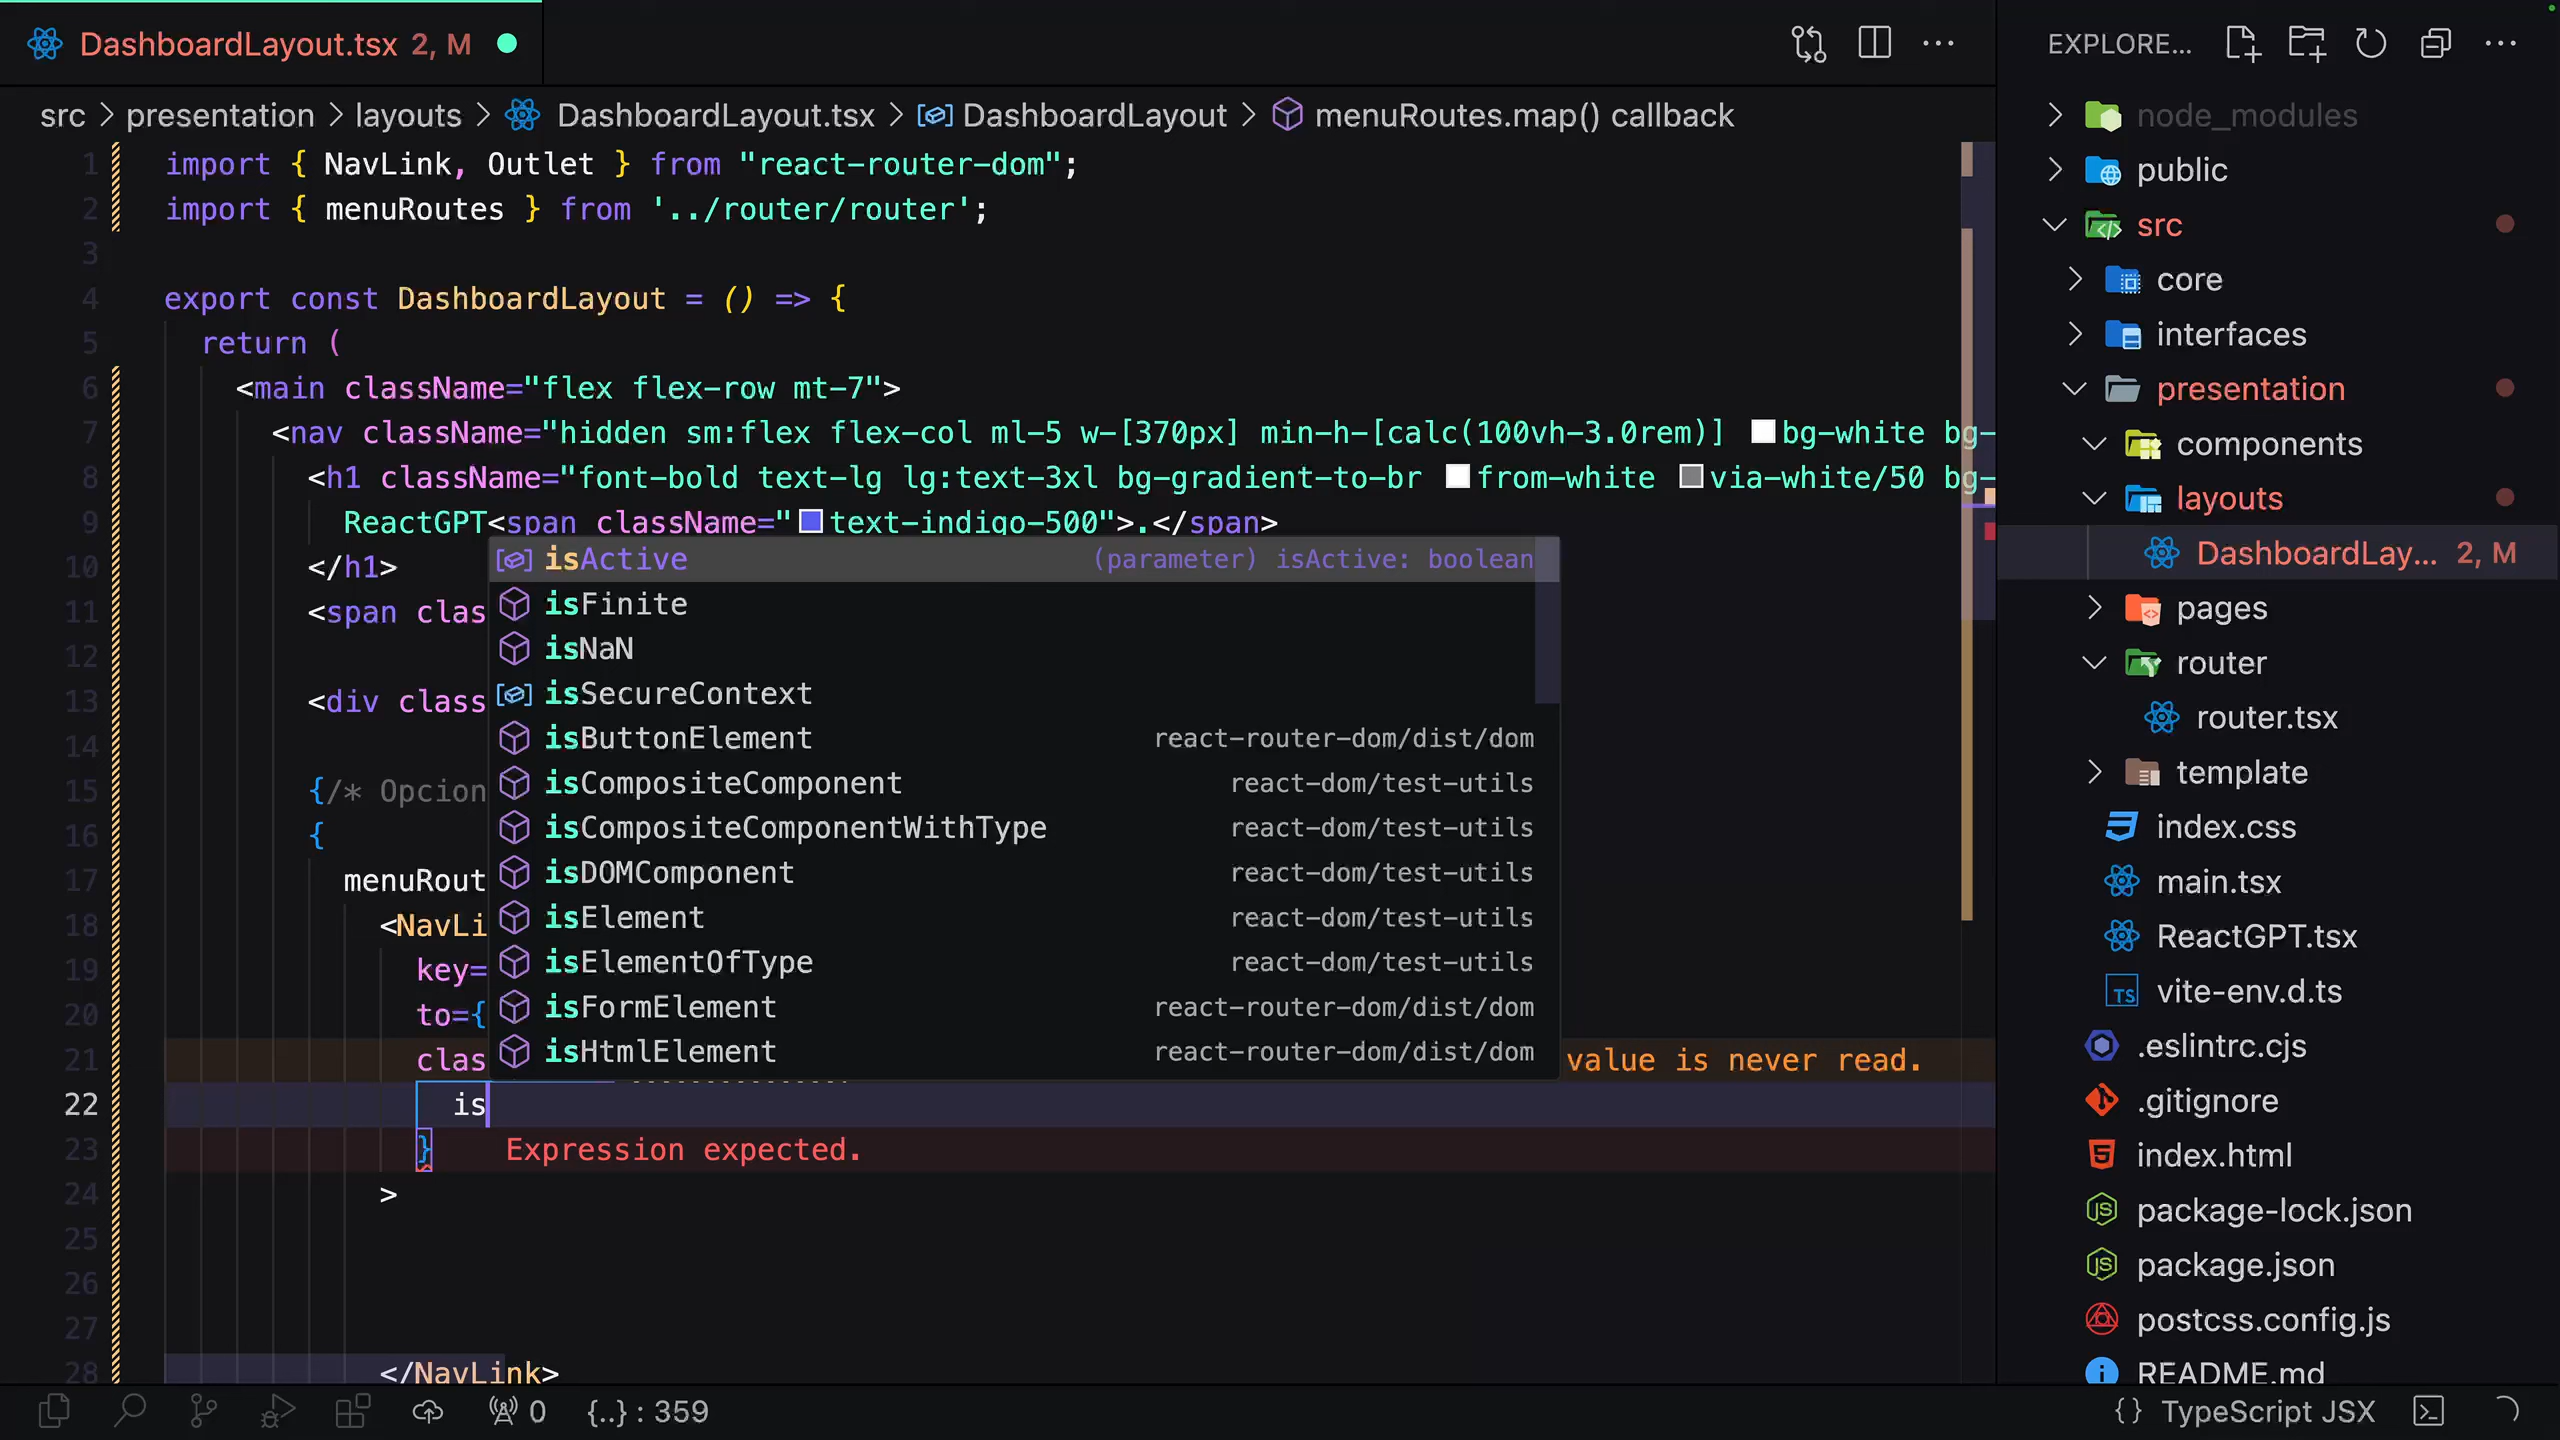 DashboardLayout.tsx 2, M
EXPLORE...
src > presentation > layouts > DashboardLayout.tsx > DashboardLayout > menuRoutes.map() callback
1 import { NavLink, Outlet } from "react-router-dom";
2 import { menuRoutes } from '../router/router';
3
4 export const DashboardLayout = () => {
5 return (
6 <main className="flex flex-row mt-7">
7 <nav className="hidden sm:flex flex-col ml-5 w-[370px] min-h-[calc(100vh-3.0rem)] bg-white bg-
8 <h1 className="font-bold text-lg lg:text-3xl bg-gradient-to-br from-white via-white/50 bg-
9 ReactGPT<span className="text-indigo-500">.</span>
10 </h1>
11 <span clas
12
13 <div class
14
15 {/* Opcion
16 {
17 menuRout
18 <NavLi
19 key=
20 to={
21 clas value is never read.
22 is
23 } Expression expected.
24 >
25
26
27
28 </NavLink>
isActive (parameter) isActive: boolean
isFinite
isNaN
isSecureContext
isButtonElement react-router-dom/dist/dom
isCompositeComponent react-dom/test-utils
isCompositeComponentWithType react-dom/test-utils
isDOMComponent react-dom/test-utils
isElement react-dom/test-utils
isElementOfType react-dom/test-utils
isFormElement react-router-dom/dist/dom
isHtmlElement react-router-dom/dist/dom
node_modules
public
src
core
interfaces
presentation
components
layouts
DashboardLay... 2, M
pages
router
router.tsx
template
index.css
main.tsx
ReactGPT.tsx
TS vite-env.d.ts
.eslintrc.cjs
.gitignore
index.html
package-lock.json
package.json
postcss.config.js
README.md
0 {..} : 359
{} TypeScript JSX